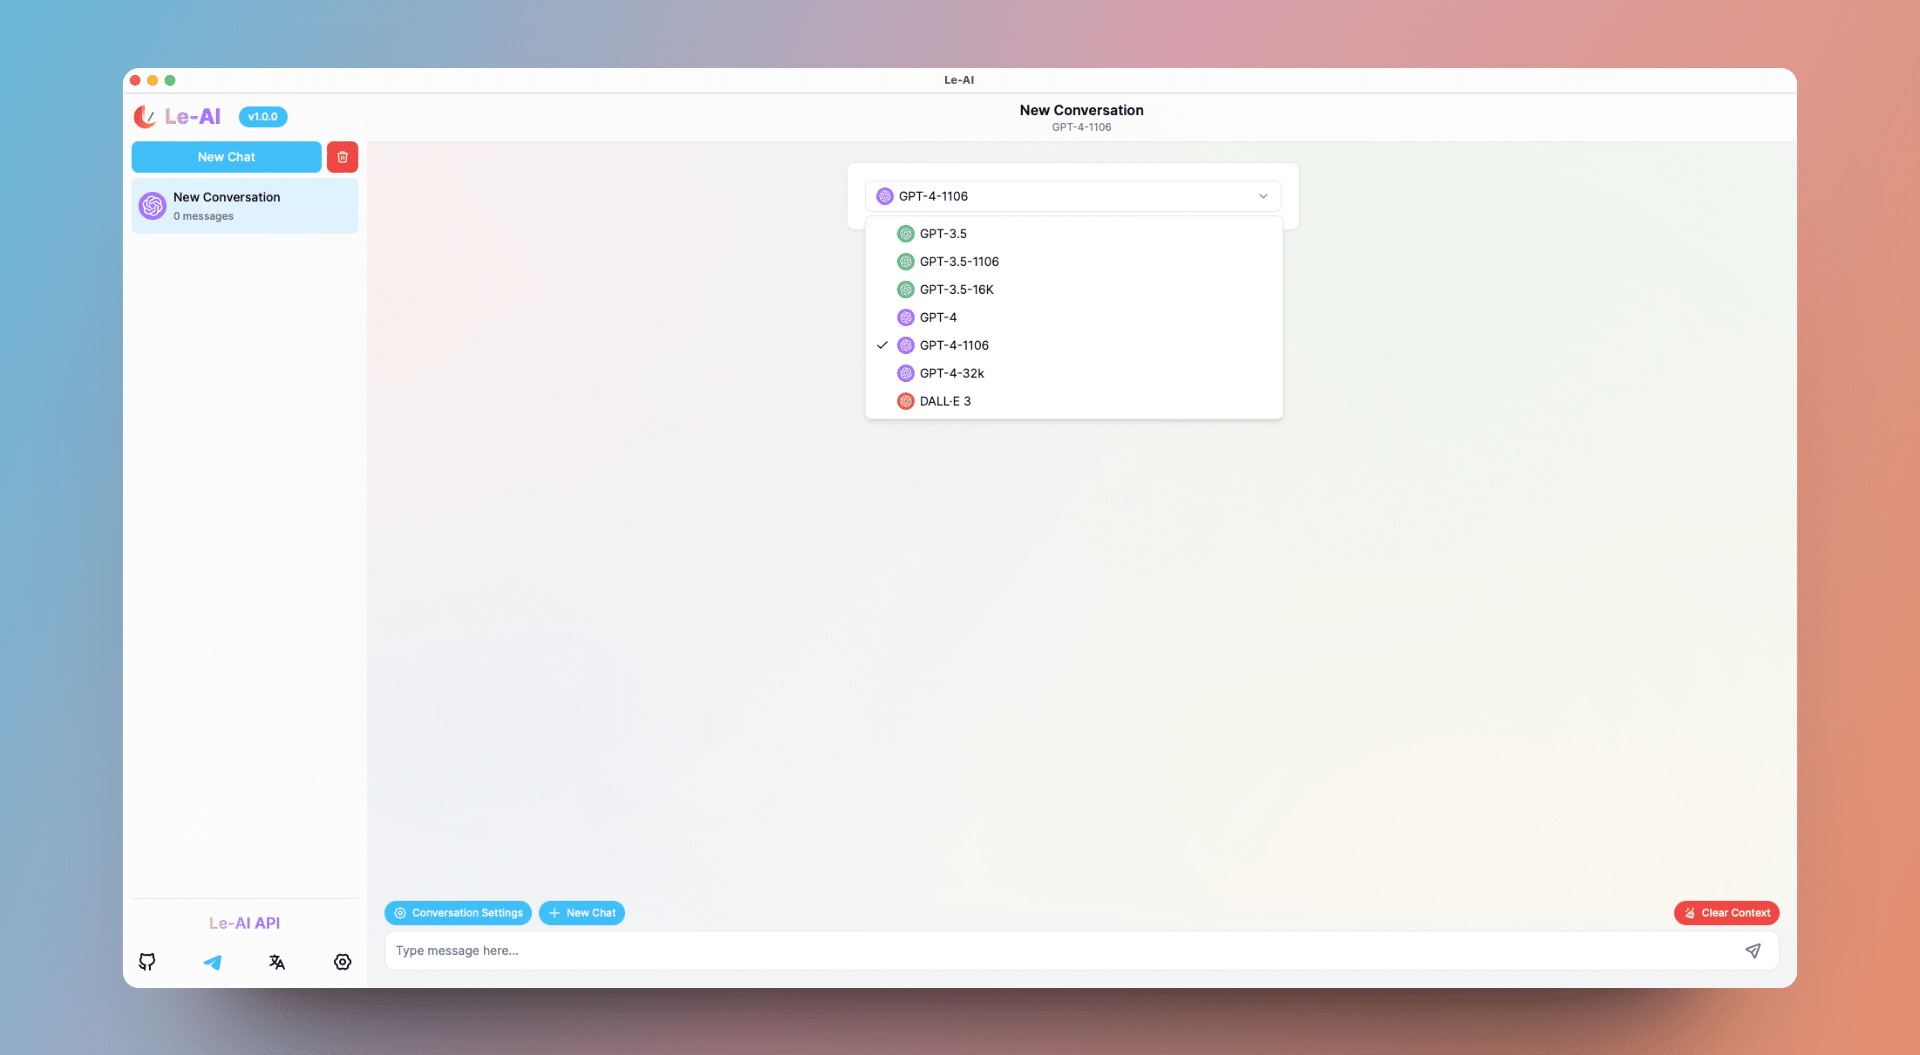 Le-AI
Le-AI v1.0.0
New Chat
New Conversation
0 messages
Le-AI API
New Conversation
GPT-4-1106
GPT-4-1106
GPT-3.5
GPT-3.5-1106
GPT-3.5-16K
GPT-4
GPT-4-1106
GPT-4-32k
DALL·E 3
Conversation Settings
New Chat
Clear Context
Type message here...